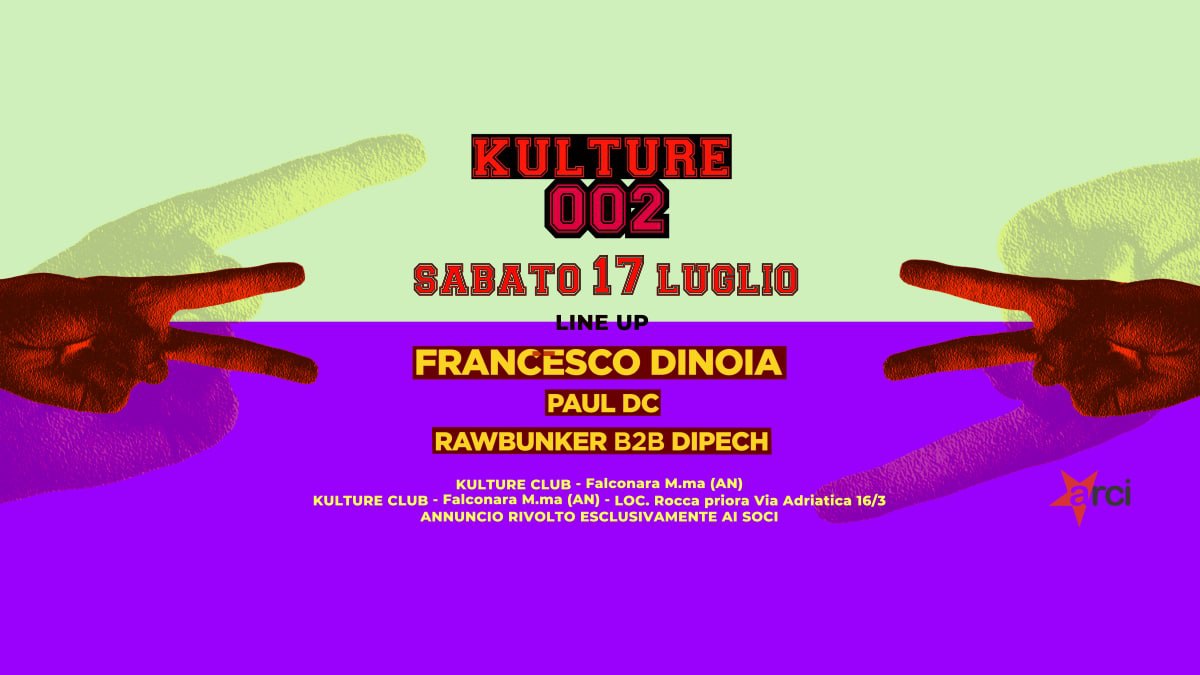 KULTURE
002
SABATO 17 LUGLIO
LINE UP
FRANCESCO DINOIA
PAUL DC
RAWBUNKER B2B DIPECH
KULTURE CLUB - Falconara M.ma (AN)
KULTURE CLUB - Falconara M.ma (AN) - LOC. Rocca priora Via Adriatica 16/3
ANNUNCIO RIVOLTO ESCLUSIVAMENTE AI SOCI
arci